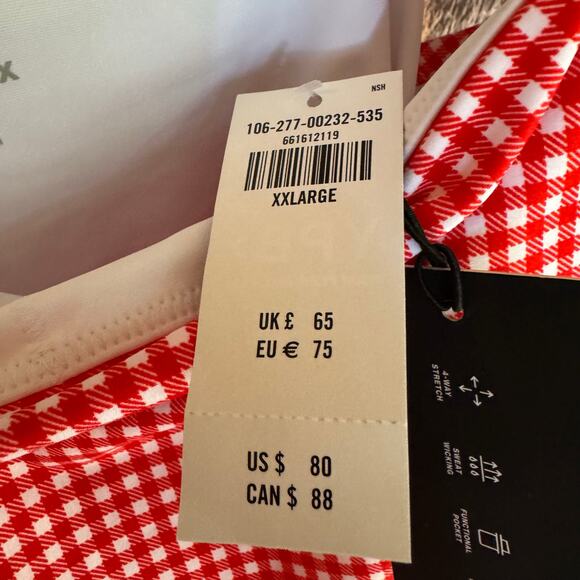 NSH
106-277-00232-535
661612119
XXLARGE
UK £ 65
EU € 75
US $ 80
CAN $ 88
4-WAY
STRETCH
SWEAT
WICKING
FUNCTIONAL
POCKET
x